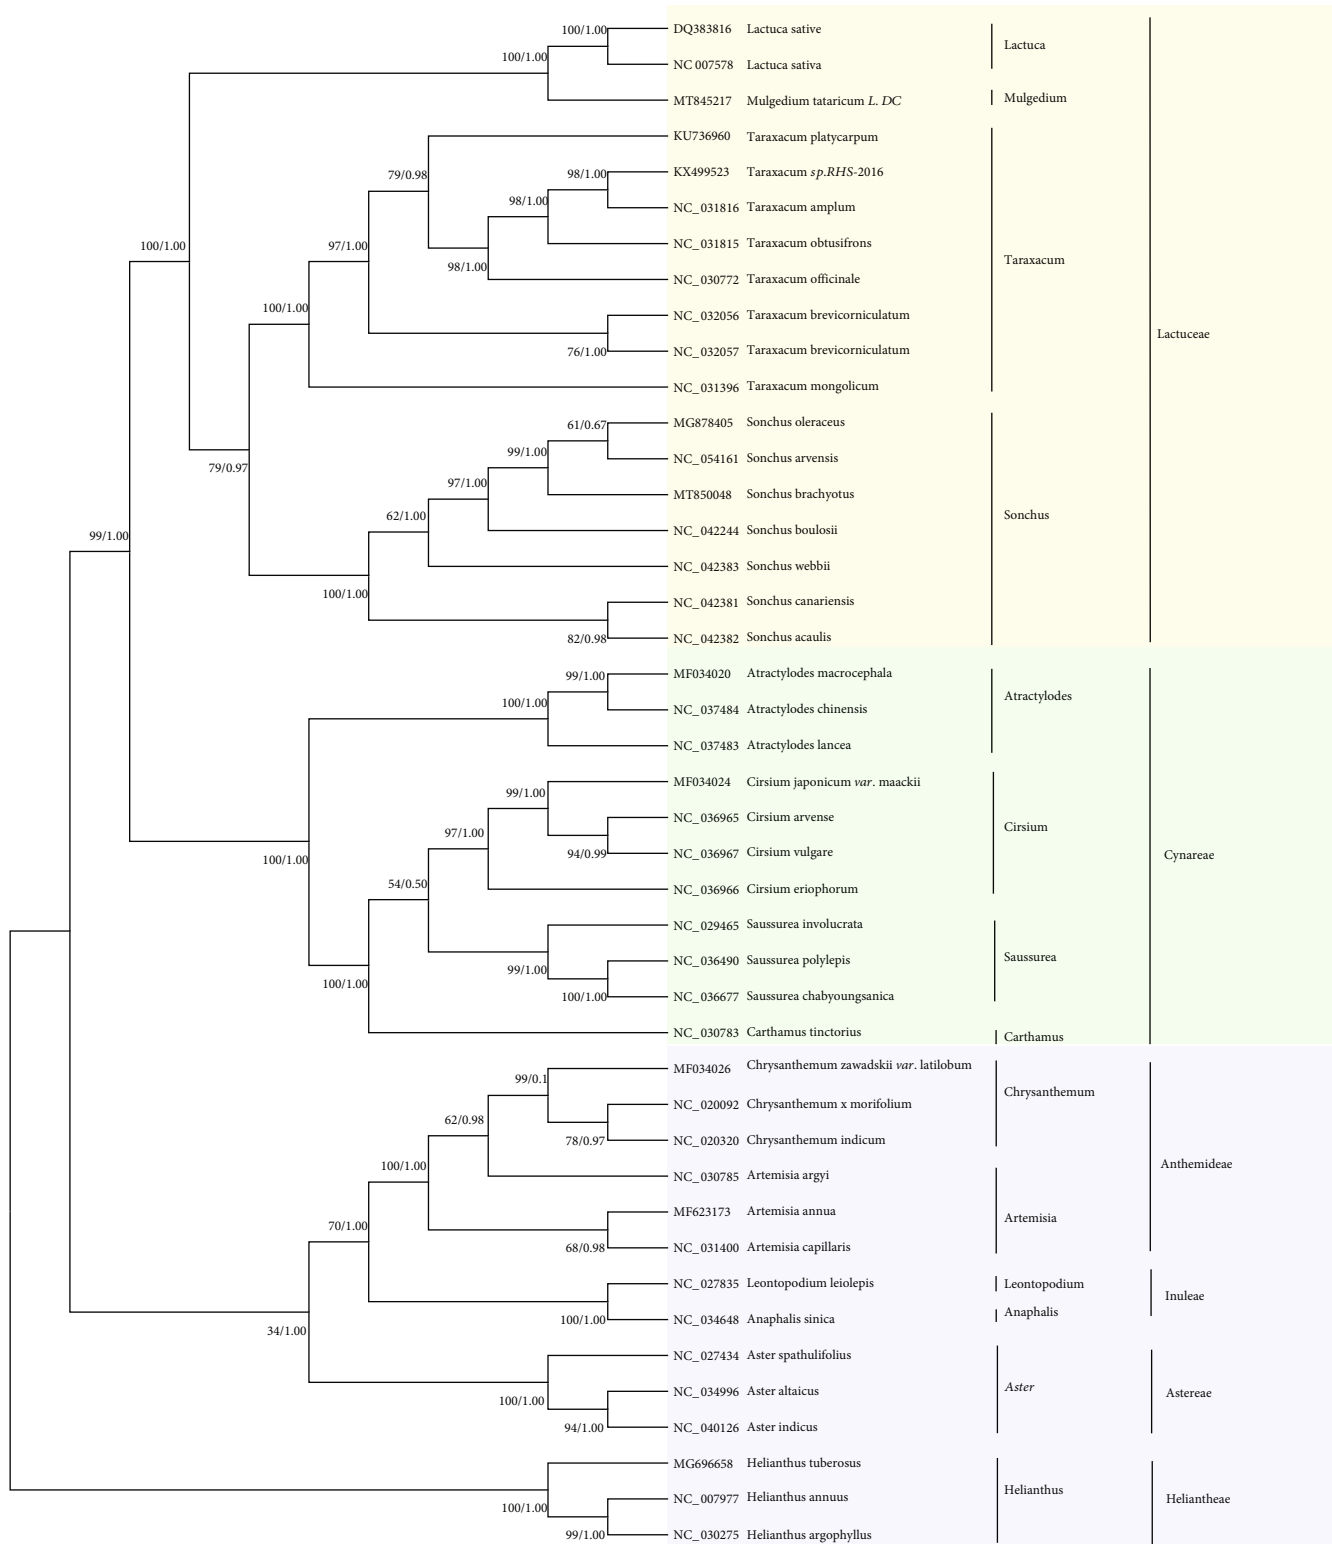 100/1.00
DQ383816 Lactuca sative
Lactuca
100/1.00
NC 007578 Lactuca sativa
MT845217 Mulgedium tataricum L. DC
Mulgedium
KU736960 Taraxacum platycarpum
79/0.98
98/1.00
KX499523 Taraxacum sp.RHS-2016
98/1.00
NC_031816 Taraxacum amplum
100/1.00
97/1.00
NC_031815 Taraxacum obtusifrons
Taraxacum
98/1.00
NC_030772 Taraxacum officinale
100/1.00
NC_032056 Taraxacum brevicorniculatum
Lactuceae
76/1.00
NC_032057 Taraxacum brevicorniculatum
NC_031396 Taraxacum mongolicum
61/0.67
MG878405 Sonchus oleraceus
99/1.00
NC_054161 Sonchus arvensis
79/0.97
97/1.00
MT850048 Sonchus brachyotus
62/1.00
Sonchus
99/1.00
NC_042244 Sonchus boulosii
NC_042383 Sonchus webbii
100/1.00
NC_042381 Sonchus canariensis
82/0.98
NC_042382 Sonchus acaulis
99/1.00
MF034020 Atractylodes macrocephala
Atractylodes
100/1.00
NC_037484 Atractylodes chinensis
NC_037483 Atractylodes lancea
MF034024 Cirsium japonicum var. maackii
99/1.00
NC_036965 Cirsium arvense
Cirsium
97/1.00
94/0.99
NC_036967 Cirsium vulgare
Cynareae
100/1.00
54/0.50
NC_036966 Cirsium eriophorum
NC_029465 Saussurea involucrata
Saussurea
99/1.00
NC_036490 Saussurea polylepis
100/1.00
100/1.00
NC_036677 Saussurea chabyoungsanica
NC_030783 Carthamus tinctorius
Carthamus
MF034026 Chrysanthemum zawadskii var. latilobum
99/0.1
Chrysanthemum
NC_020092 Chrysanthemum x morifolium
62/0.98
78/0.97
NC_020320 Chrysanthemum indicum
100/1.00
Anthemideae
NC_030785 Artemisia argyi
MF623173 Artemisia annua
Artemisia
70/1.00
68/0.98
NC_031400 Artemisia capillaris
NC_027835 Leontopodium leiolepis
Leontopodium
Inuleae
100/1.00
NC_034648 Anaphalis sinica
Anaphalis
34/1.00
NC_027434 Aster spathulifolius
Aster
Astereae
100/1.00
NC_034996 Aster altaicus
94/1.00
NC_040126 Aster indicus
MG696658 Helianthus tuberosus
Helianthus
Heliantheae
100/1.00
NC_007977 Helianthus annuus
99/1.00
NC_030275 Helianthus argophyllus